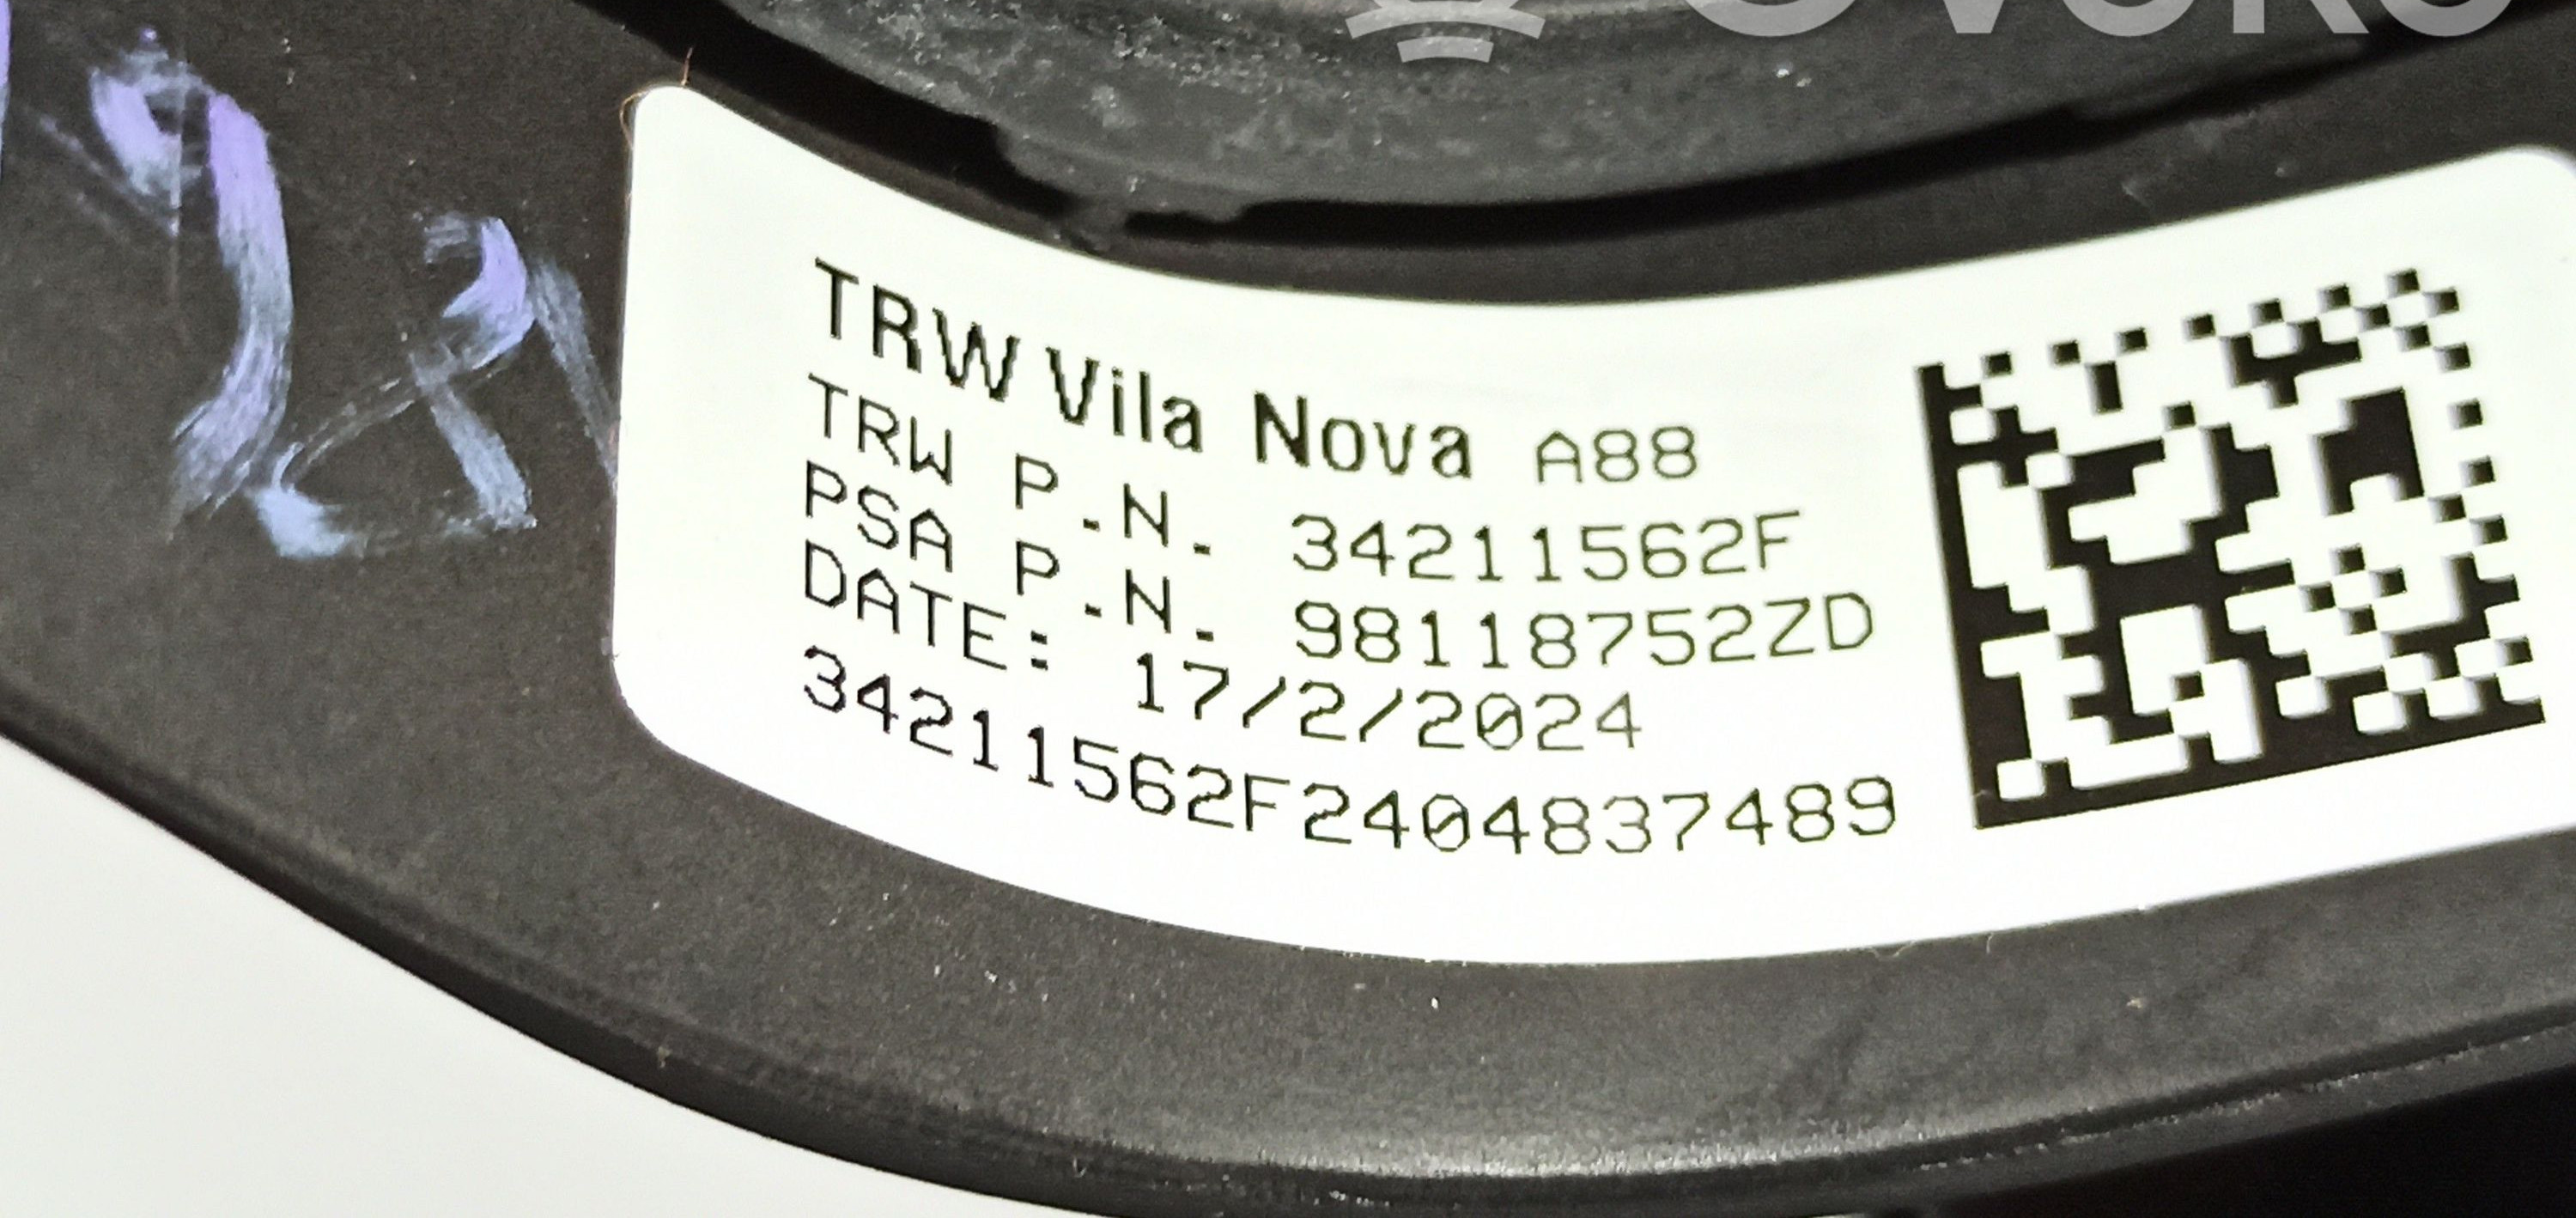 TRW Vila Nova A88
TRW P.N. 34211562F
PSA P.N. 98118752ZD
DATE: 17/2/2024
34211562F2404837489